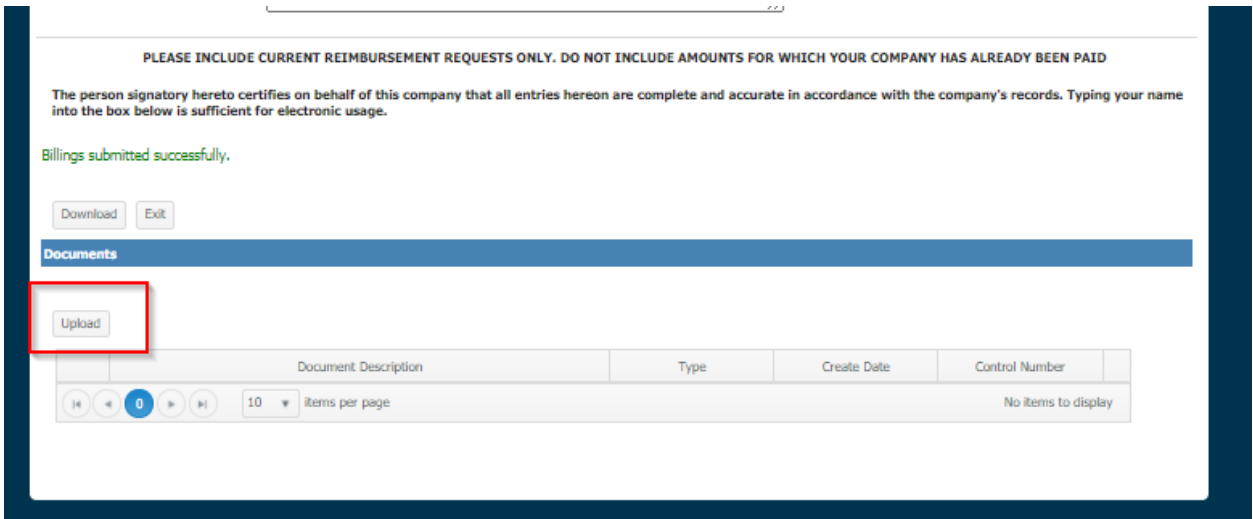 PLEASE INCLUDE CURRENT REIMBURSEMENT REQUESTS ONLY. DO NOT INCLUDE AMOUNTS FOR WHICH YOUR COMPANY HAS ALREADY BEEN PAID
The person signatory hereto certifies on behalf of this company that all entries hereon are complete and accurate in accordance with the company's records. Typing your name
into the box below is sufficient for electronic usage.
Billings submitted successfully.
Download Exit
Documents
Upload
Document Description Type Create Date Control Number
0 10 items per page No items to display